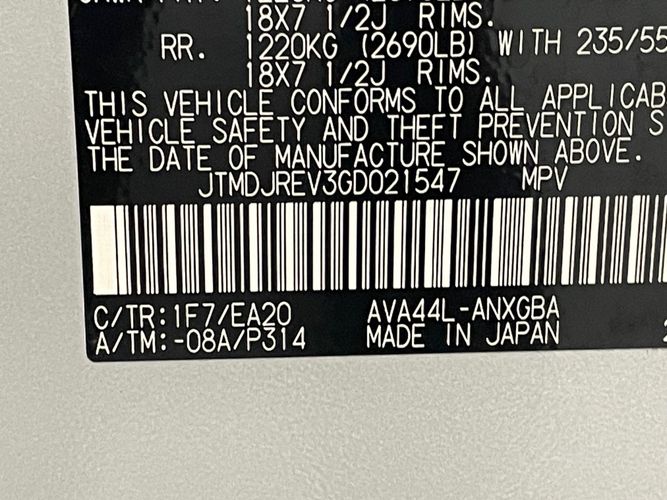 18X7 1/2J RIMS.
RR. 1220KG (2690LB) WITH 235/55
18X7 1/2J RIMS.
THIS VEHICLE CONFORMS TO ALL APPLICAB
VEHICLE SAFETY AND THEFT PREVENTION S
THE DATE OF MANUFACTURE SHOWN ABOVE.
JTMDJREV3GD021547 MPV
C/TR:1F7/EA20 AVA44L-ANXGBA
A/TM:-08A/P314 MADE IN JAPAN